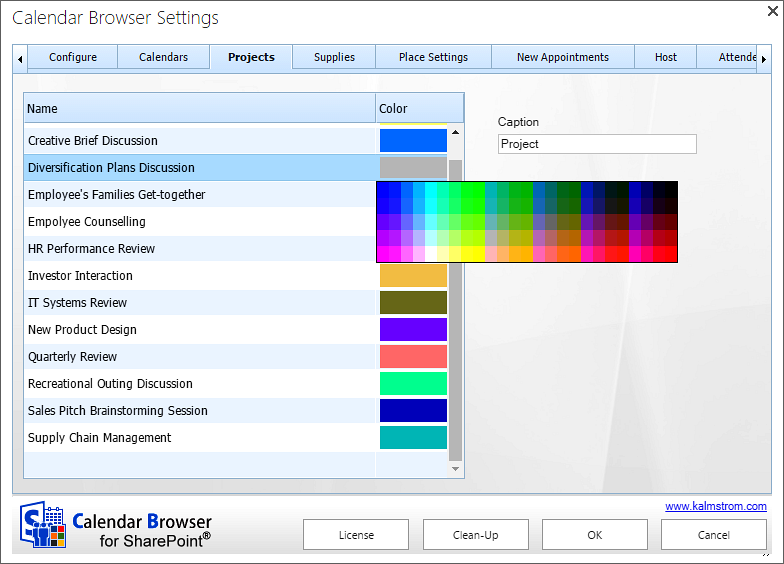 Calendar Browser Settings
Configure Calendars Projects Supplies Place Settings New Appointments Host Attende
Name Color
Caption
Project
Creative Brief Discussion
Diversification Plans Discussion
Employee's Families Get-together
Empolyee Counselling
HR Performance Review
Investor Interaction
IT Systems Review
New Product Design
Quarterly Review
Recreational Outing Discussion
Sales Pitch Brainstorming Session
Supply Chain Management
www.kalmstrom.com
S
Calendar Browser
for SharePoint®
License Clean-Up OK Cancel